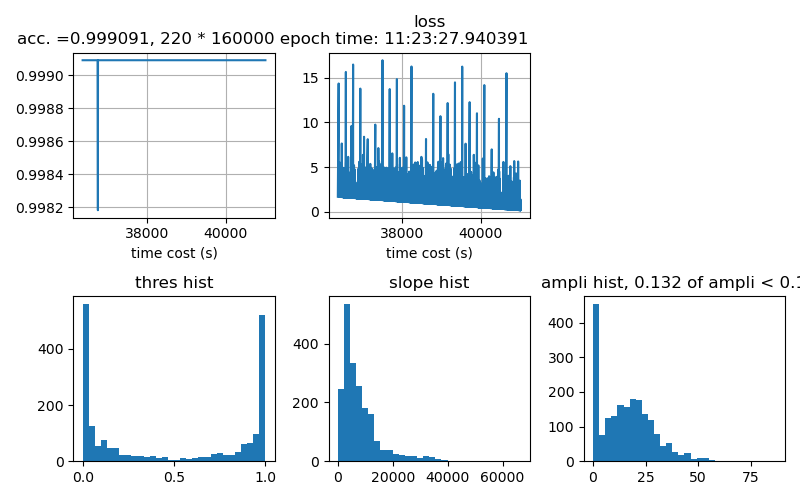 loss
acc. =0.999091, 220 * 160000 epoch time: 11:23:27.940391
0.9990
0.9988
0.9986
0.9984
0.9982
38000 40000
time cost (s)
15
10
5
0
38000 40000
time cost (s)
thres hist
400
200
0
0.0 0.5 1.0
slope hist
400
200
0
0 20000 40000 60000
ampli hist, 0.132 of ampli < 0.1
400
300
200
100
0
0 25 50 75